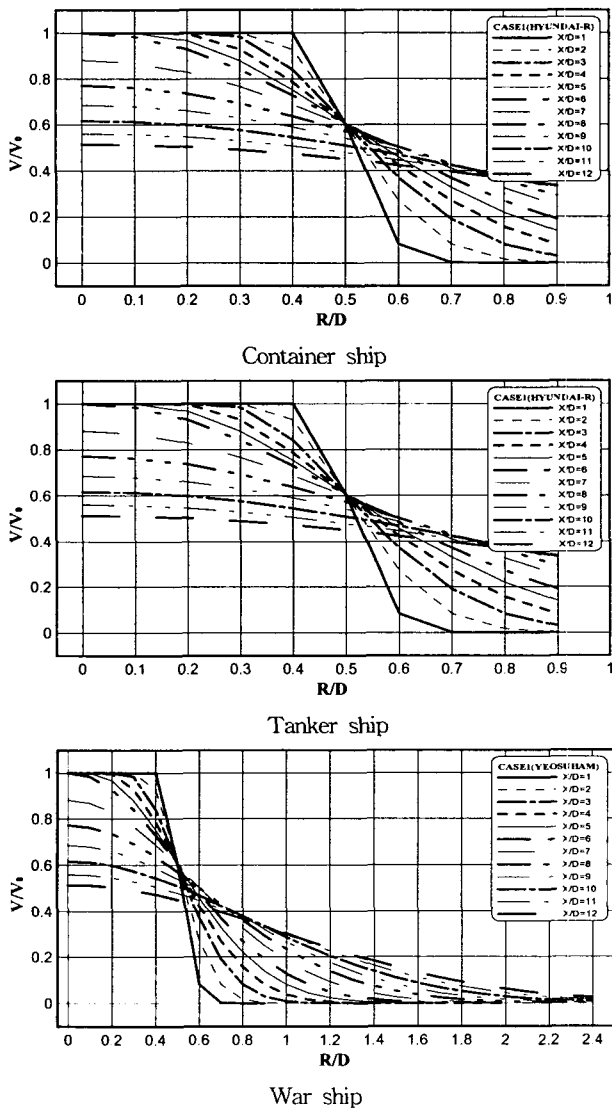 CASE1(HYUNDAI-R)
X/D=1
X/D=2
X/D=3
X/D=4
X/D=5
X/D=6
X/D=7
X/D=8
X/D=9
X/D=10
X/D=11
X/D=12
V/V₀
1
0.8
0.6
0.4
0.2
0
0 0.1 0.2 0.3 0.4 0.5 0.6 0.7 0.8 0.9 1
R/D
Container ship
CASE1(HYUNDAI-R)
X/D=1
X/D=2
X/D=3
X/D=4
X/D=5
X/D=6
X/D=7
X/D=8
X/D=9
X/D=10
X/D=11
X/D=12
V/V₀
1
0.8
0.6
0.4
0.2
0
0 0.1 0.2 0.3 0.4 0.5 0.6 0.7 0.8 0.9 1
R/D
Tanker ship
CASE1(YEOSUHAM)
X/D=1
X/D=2
X/D=3
X/D=4
X/D=5
X/D=6
X/D=7
X/D=8
X/D=9
X/D=10
X/D=11
X/D=12
V/V₀
1
0.8
0.6
0.4
0.2
0
0 0.2 0.4 0.6 0.8 1.0 1.2 1.4 1.6 1.8 2 2.2 2.4
R/D
War ship